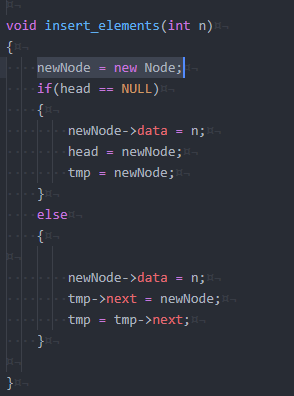 void insert_elements(int n)
{
    newNode = new Node;
    if(head == NULL)
    {
        newNode->data = n;
        head = newNode;
        tmp = newNode;
    }
    else
    {

        newNode->data = n;
        tmp->next = newNode;
        tmp = tmp->next;
    }

}